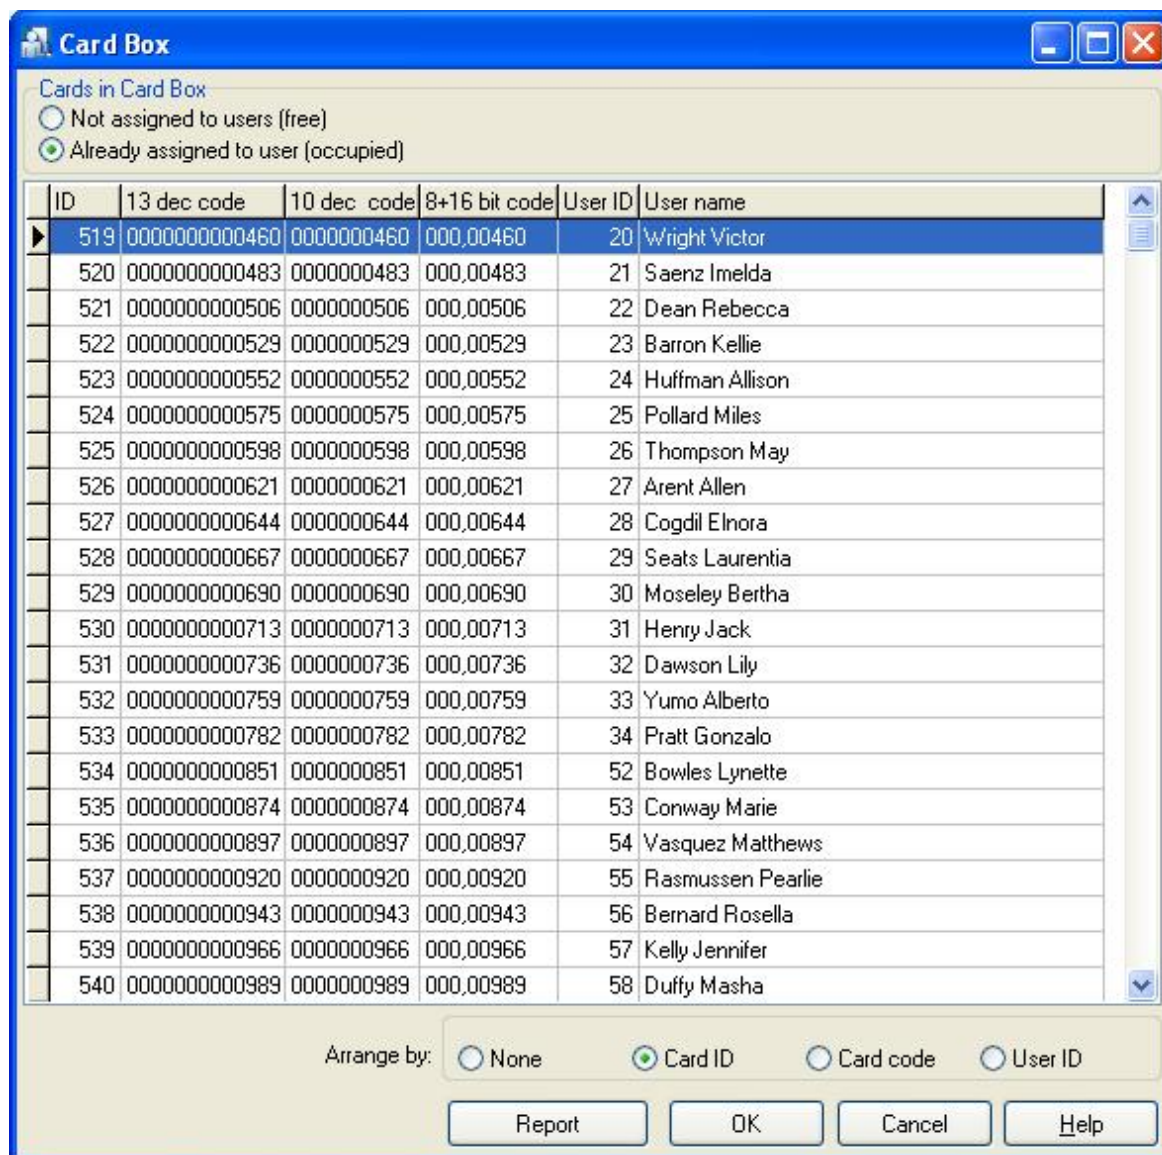 Card Box
Cards in Card Box
Not assigned to users (free)
Already assigned to user (occupied)
ID 13 dec code 10 dec code 8+16 bit code User ID User name
519 0000000000460 0000000460 000,00460 20 Wright Victor
520 0000000000483 0000000483 000,00483 21 Saenz Imelda
521 0000000000506 0000000506 000,00506 22 Dean Rebecca
522 0000000000529 0000000529 000,00529 23 Barron Kellie
523 0000000000552 0000000552 000,00552 24 Huffman Allison
524 0000000000575 0000000575 000,00575 25 Pollard Miles
525 0000000000598 0000000598 000,00598 26 Thompson May
526 0000000000621 0000000621 000,00621 27 Arent Allen
527 0000000000644 0000000644 000,00644 28 Cogdil Elnora
528 0000000000667 0000000667 000,00667 29 Seats Laurentia
529 0000000000690 0000000690 000,00690 30 Moseley Bertha
530 0000000000713 0000000713 000,00713 31 Henry Jack
531 0000000000736 0000000736 000,00736 32 Dawson Lily
532 0000000000759 0000000759 000,00759 33 Yumo Alberto
533 0000000000782 0000000782 000,00782 34 Pratt Gonzalo
534 0000000000851 0000000851 000,00851 52 Bowles Lynette
535 0000000000874 0000000874 000,00874 53 Conway Marie
536 0000000000897 0000000897 000,00897 54 Vasquez Matthews
537 0000000000920 0000000920 000,00920 55 Rasmussen Pearlie
538 0000000000943 0000000943 000,00943 56 Bernard Rosella
539 0000000000966 0000000966 000,00966 57 Kelly Jennifer
540 0000000000989 0000000989 000,00989 58 Duffy Masha
Arrange by: None Card ID Card code User ID
Report OK Cancel Help